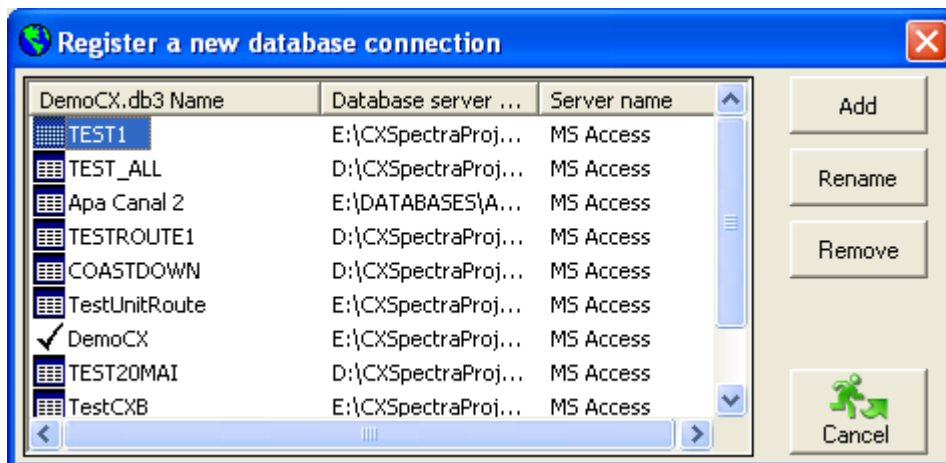 Register a new database connection
DemoCX.db3 Name Database server ... Server name
TEST1 E:\CXSpectraProj... MS Access
TEST_ALL D:\CXSpectraProj... MS Access
Apa Canal 2 E:\DATABASES\A... MS Access
TESTROUTE1 D:\CXSpectraProj... MS Access
COASTDOWN D:\CXSpectraProj... MS Access
TestUnitRoute E:\CXSpectraProj... MS Access
DemoCX E:\CXSpectraProj... MS Access
TEST20MAI D:\CXSpectraProj... MS Access
TestCXB E:\CXSpectraProj... MS Access
Add
Rename
Remove
Cancel